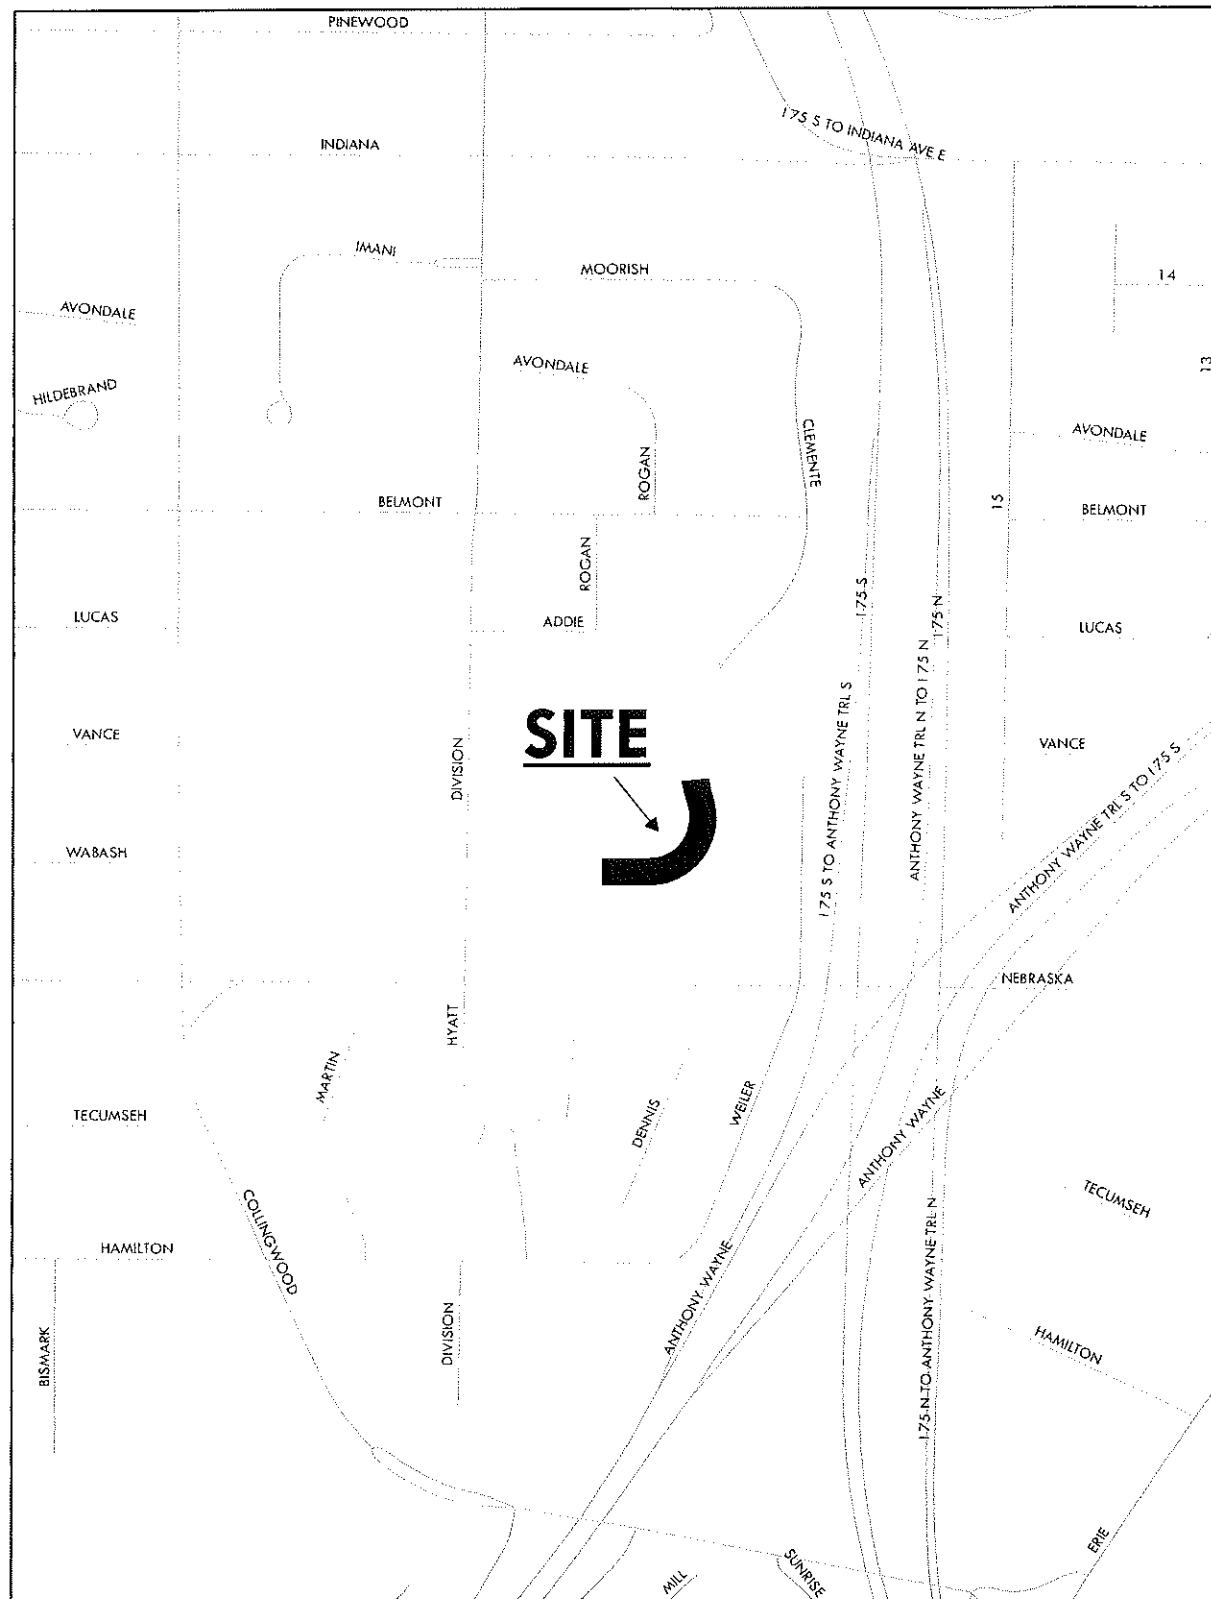 PINEWOOD
I 75 S TO INDIANA AVE E
INDIANA
IMANI
MOORISH
14
AVONDALE
13
AVONDALE
HILDEBRAND
CLEMENTE
AVONDALE
ROGAN
BELMONT
15
BELMONT
ROGAN
I 75 S
I 75 N
LUCAS
ADDIE
LUCAS
SITE
VANCE
DIVISION
I 75 S TO ANTHONY WAYNE TRL S
ANTHONY WAYNE TRL N TO I 75 N
VANCE
ANTHONY WAYNE TRL S TO I 75 S
WABASH
NEBRASKA
HYATT
MARTIN
TECUMSEH
DENNIS
WEILER
ANTHONY WAYNE
TECUMSEH
COLLINGWOOD
HAMILTON
ANTHONY WAYNE
I 75 N TO ANTHONY WAYNE TRL N
BISMARK
DIVISION
HAMILTON
ERIE
MILL
SUNRISE